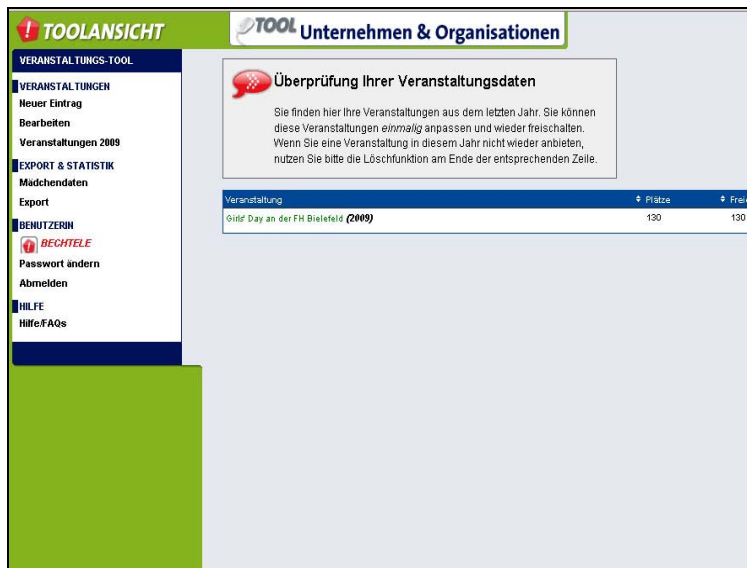 TOOLANSICHT
TOOL Unternehmen & Organisationen
VERANSTALTUNGS-TOOL
VERANSTALTUNGEN
Neuer Eintrag
Bearbeiten
Veranstaltungen 2009
EXPORT & STATISTIK
Mädchendaten
Export
BENUTZERIN
BECHTELE
Passwort ändern
Abmelden
HILFE
Hilfe/FAQs
Überprüfung Ihrer Veranstaltungsdaten
Sie finden hier Ihre Veranstaltungen aus dem letzten Jahr. Sie können
diese Veranstaltungen einmalig anpassen und wieder freischalten.
Wenn Sie eine Veranstaltung in diesem Jahr nicht wieder anbieten,
nutzen Sie bitte die Löschfunktion am Ende der entsprechenden Zeile.
Veranstaltung Plätze Freie
Girls' Day an der FH Bielefeld (2009) 130 130